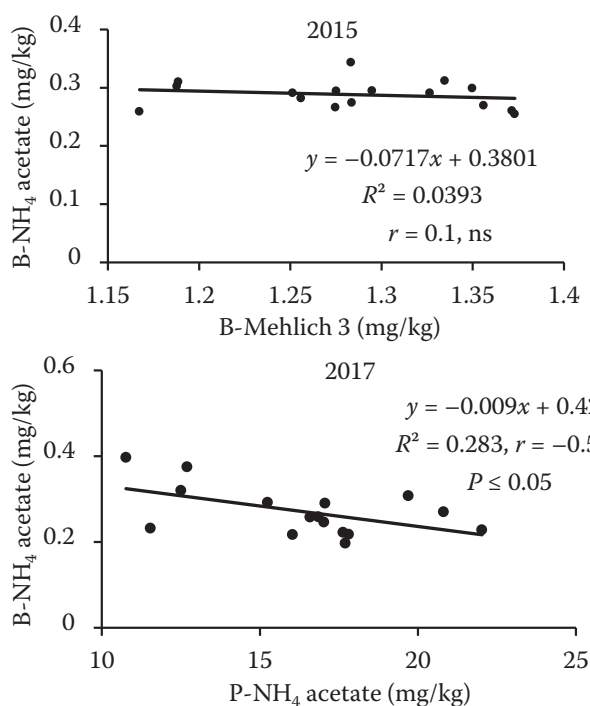 2015
0.4
0.3
0.2
0.1
0
B-NH₄ acetate (mg/kg)
y = −0.0717x + 0.3801
R² = 0.0393
r = 0.1, ns
1.15 1.2 1.25 1.3 1.35 1.4
B-Mehlich 3 (mg/kg)
2017
0.6
0.4
0.2
0
B-NH₄ acetate (mg/kg)
y = −0.009x + 0.42
R² = 0.283, r = −0.5
P ≤ 0.05
10 15 20 25
P-NH₄ acetate (mg/kg)